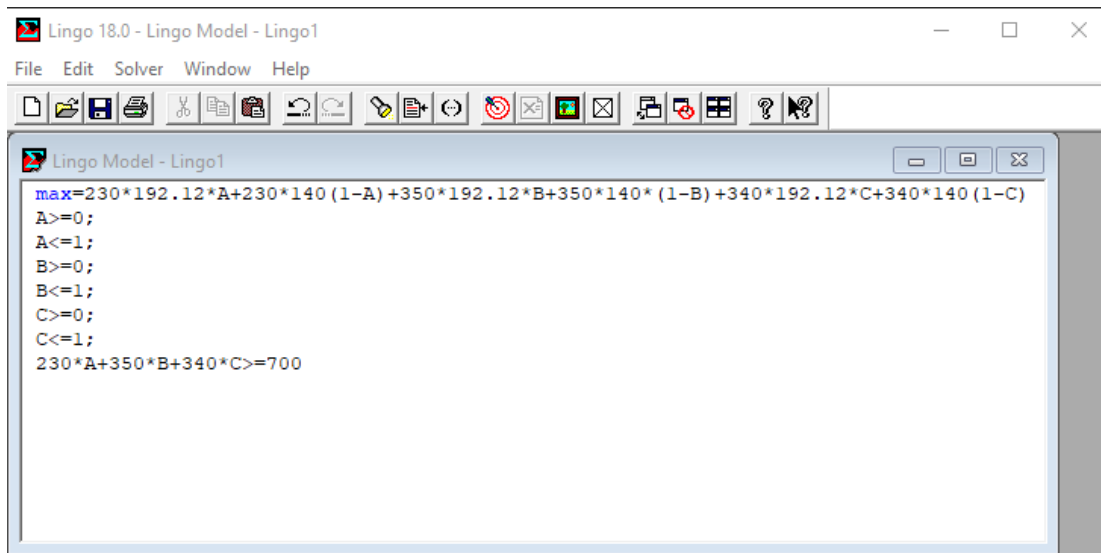 Lingo 18.0 - Lingo Model - Lingo1
File Edit Solver Window Help
Lingo Model - Lingo1
max=230*192.12*A+230*140(1-A)+350*192.12*B+350*140*(1-B)+340*192.12*C+340*140(1-C)
A>=0;
A<=1;
B>=0;
B<=1;
C>=0;
C<=1;
230*A+350*B+340*C>=700